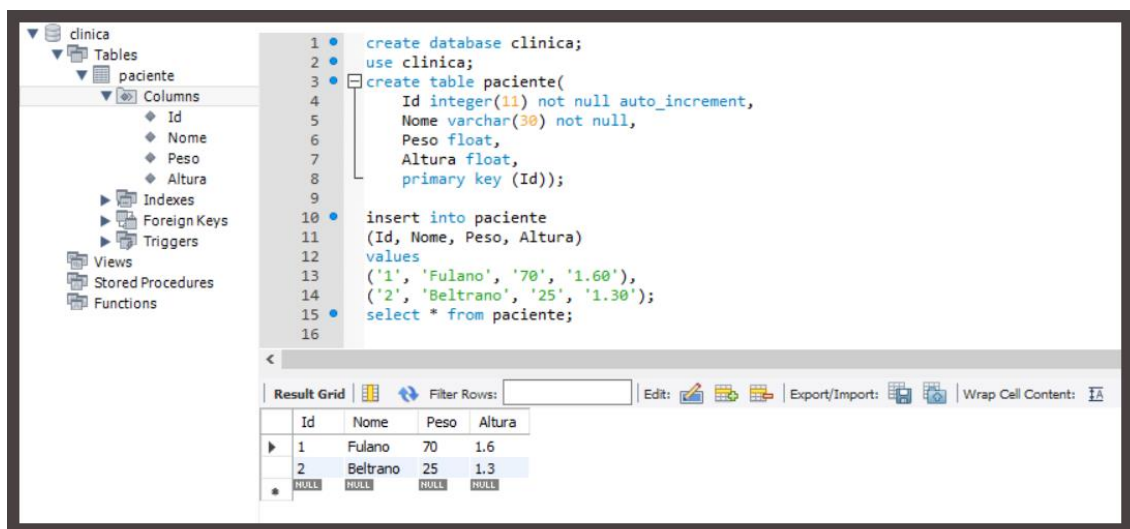 clinica
Tables
paciente
Columns
Id
Nome
Peso
Altura
Indexes
Foreign Keys
Triggers
Views
Stored Procedures
Functions
1 create database clinica;
2 use clinica;
3 create table paciente(
4 Id integer(11) not null auto_increment,
5 Nome varchar(30) not null,
6 Peso float,
7 Altura float,
8 primary key (Id));
9
10 insert into paciente
11 (Id, Nome, Peso, Altura)
12 values
13 ('1', 'Fulano', '70', '1.60'),
14 ('2', 'Beltrano', '25', '1.30');
15 select * from paciente;
16
Result Grid Filter Rows: Edit: Export/Import: Wrap Cell Content: IA
Id Nome Peso Altura
1 Fulano 70 1.6
2 Beltrano 25 1.3
NULL NULL NULL NULL